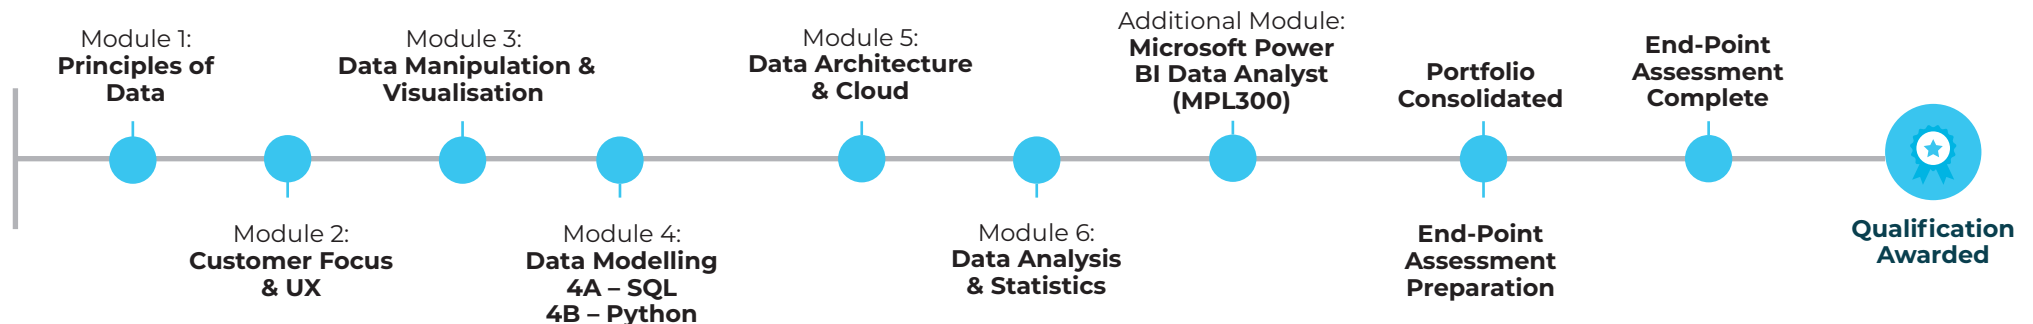 Module 1:
Principles of
Data
Module 2:
Customer Focus
& UX
Module 3:
Data Manipulation &
Visualisation
Module 4:
Data Modelling
4A – SQL
4B – Python
Module 5:
Data Architecture
& Cloud
Module 6:
Data Analysis
& Statistics
Additional Module:
Microsoft Power
BI Data Analyst
(MPL300)
Portfolio
Consolidated
End-Point
Assessment
Preparation
End-Point
Assessment
Complete
Qualification
Awarded